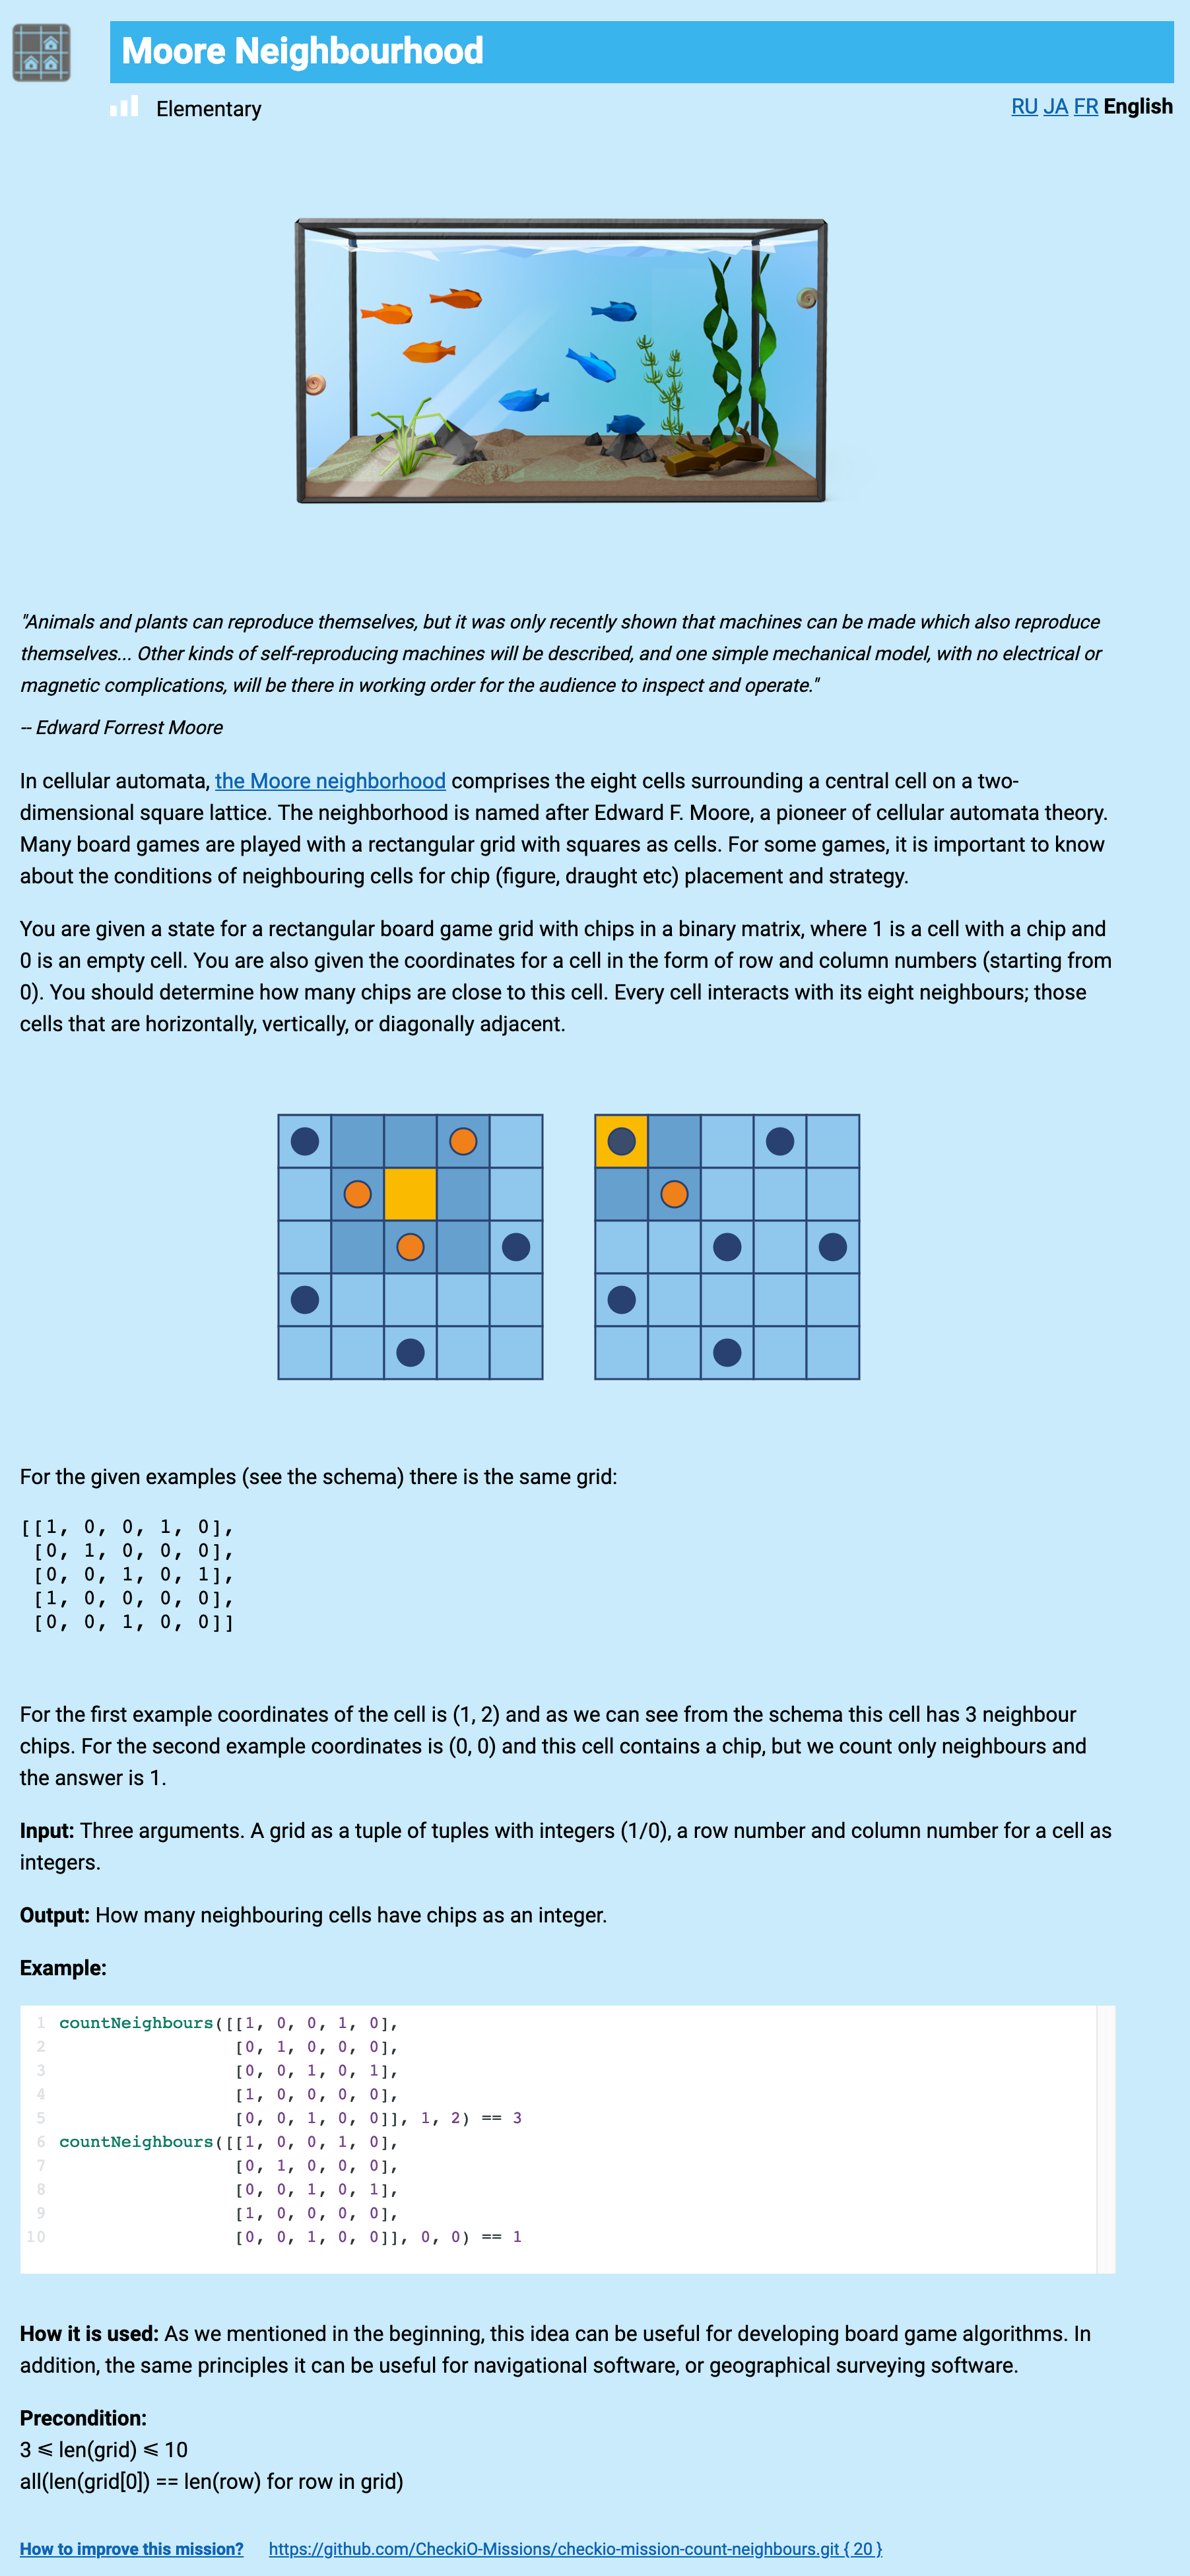 Moore Neighbourhood
Elementary
RU JA FR English
"Animals and plants can reproduce themselves, but it was only recently shown that machines can be made which also reproduce
themselves... Other kinds of self-reproducing machines will be described, and one simple mechanical model, with no electrical or
magnetic complications, will be there in working order for the audience to inspect and operate."
-- Edward Forrest Moore
In cellular automata, the Moore neighborhood comprises the eight cells surrounding a central cell on a two-
dimensional square lattice. The neighborhood is named after Edward F. Moore, a pioneer of cellular automata theory.
Many board games are played with a rectangular grid with squares as cells. For some games, it is important to know
about the conditions of neighbouring cells for chip (figure, draught etc) placement and strategy.
You are given a state for a rectangular board game grid with chips in a binary matrix, where 1 is a cell with a chip and
0 is an empty cell. You are also given the coordinates for a cell in the form of row and column numbers (starting from
0). You should determine how many chips are close to this cell. Every cell interacts with its eight neighbours; those
cells that are horizontally, vertically, or diagonally adjacent.
For the given examples (see the schema) there is the same grid:
[[1, 0, 0, 1, 0],
[0, 1, 0, 0, 0],
[0, 0, 1, 0, 1],
[1, 0, 0, 0, 0],
[0, 0, 1, 0, 0]]
For the first example coordinates of the cell is (1, 2) and as we can see from the schema this cell has 3 neighbour
chips. For the second example coordinates is (0, 0) and this cell contains a chip, but we count only neighbours and
the answer is 1.
Input: Three arguments. A grid as a tuple of tuples with integers (1/0), a row number and column number for a cell as
integers.
Output: How many neighbouring cells have chips as an integer.
Example:
1 countNeighbours([[1, 0, 0, 1, 0],
2 [0, 1, 0, 0, 0],
3 [0, 0, 1, 0, 1],
4 [1, 0, 0, 0, 0],
5 [0, 0, 1, 0, 0]], 1, 2) == 3
6 countNeighbours([[1, 0, 0, 1, 0],
7 [0, 1, 0, 0, 0],
8 [0, 0, 1, 0, 1],
9 [1, 0, 0, 0, 0],
10 [0, 0, 1, 0, 0]], 0, 0) == 1
How it is used: As we mentioned in the beginning, this idea can be useful for developing board game algorithms. In
addition, the same principles it can be useful for navigational software, or geographical surveying software.
Precondition:
3 ⩽ len(grid) ⩽ 10
all(len(grid[0]) == len(row) for row in grid)
How to improve this mission? https://github.com/CheckiO-Missions/checkio-mission-count-neighbours.git { 20 }